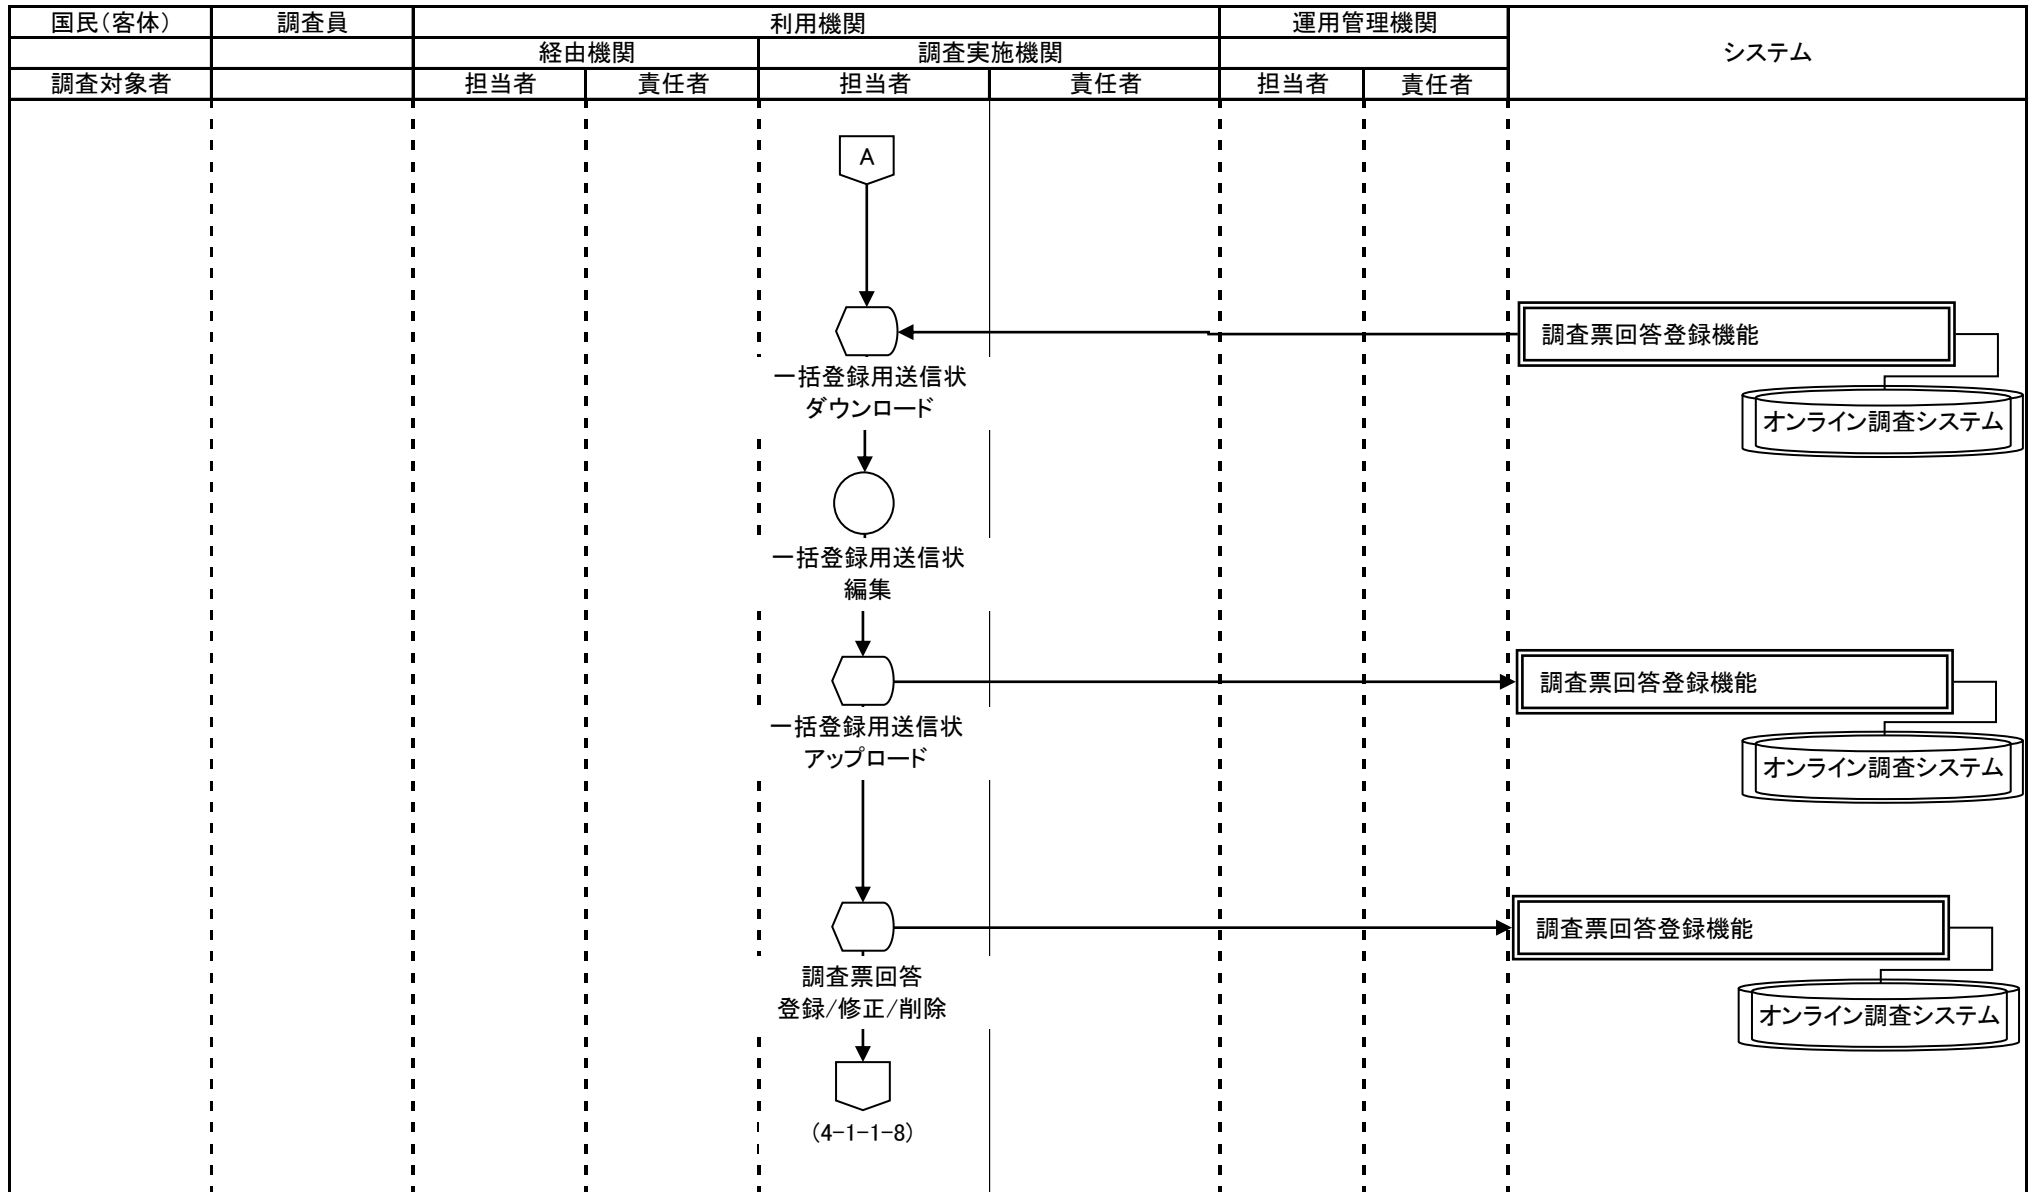 国民（客体） 調査員 利用機関 運用管理機関 システム
経由機関 調査実施機関
調査対象者 担当者 責任者 担当者 責任者 担当者 責任者
A
調査票回答登録機能
一括登録用送信状
ダウンロード
オンライン調査システム
一括登録用送信状
編集
調査票回答登録機能
一括登録用送信状
アップロード
オンライン調査システム
調査票回答登録機能
調査票回答
登録/修正/削除
オンライン調査システム
(4-1-1-8)